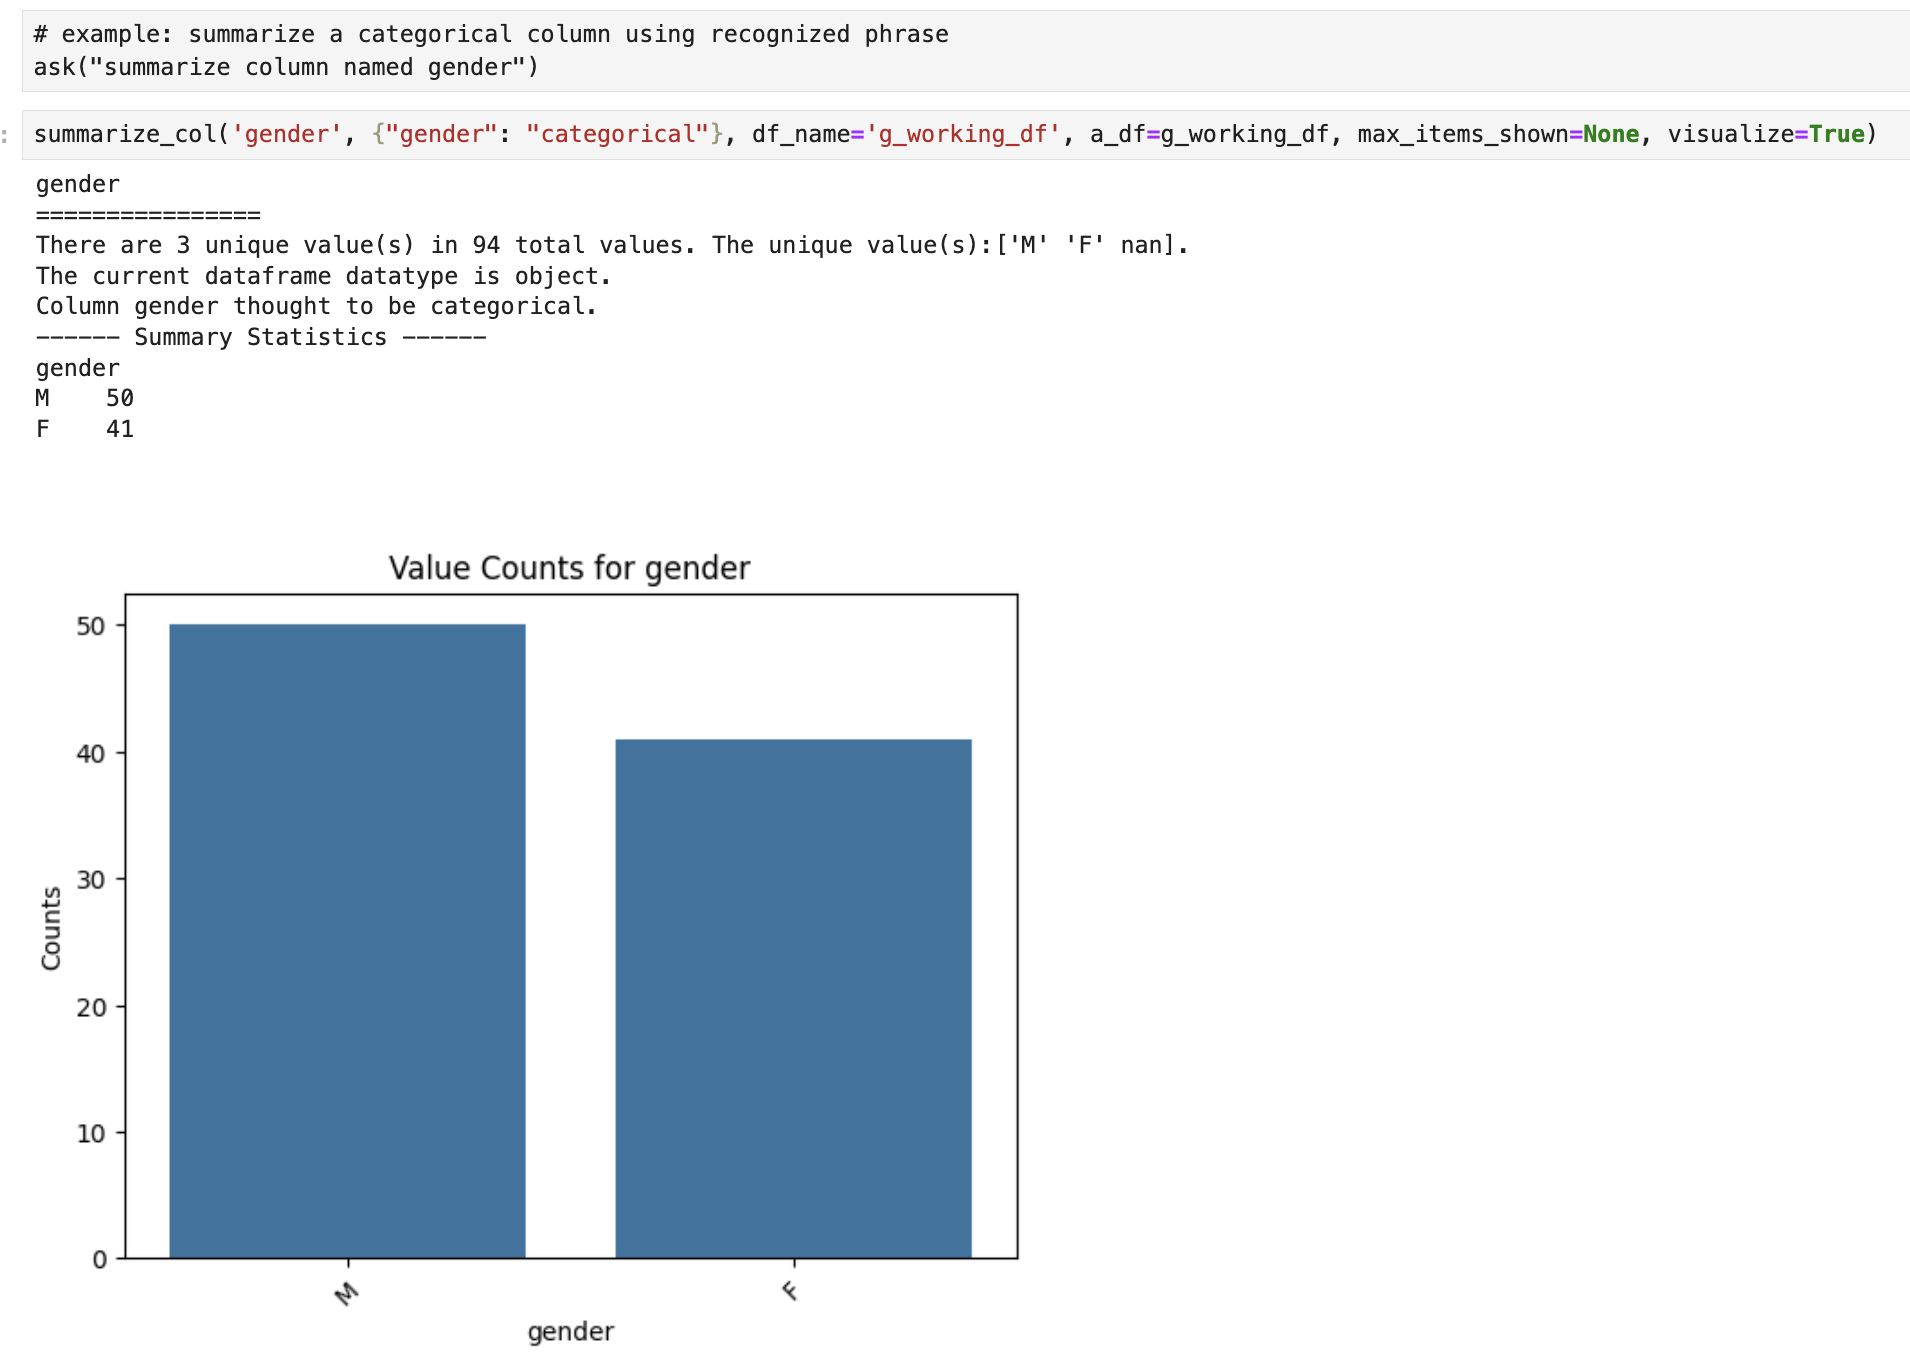 # example: summarize a categorical column using recognized phrase
ask("summarize column named gender")
: summarize_col('gender', {"gender": "categorical"}, df_name='g_working_df', a_df=g_working_df, max_items_shown=None, visualize=True)
gender
================
There are 3 unique value(s) in 94 total values. The unique value(s):['M' 'F' nan].
The current dataframe datatype is object.
Column gender thought to be categorical.
------ Summary Statistics ------
gender
M    50
F    41
Value Counts for gender
50
40
30
20
10
0
Counts
M
F
gender